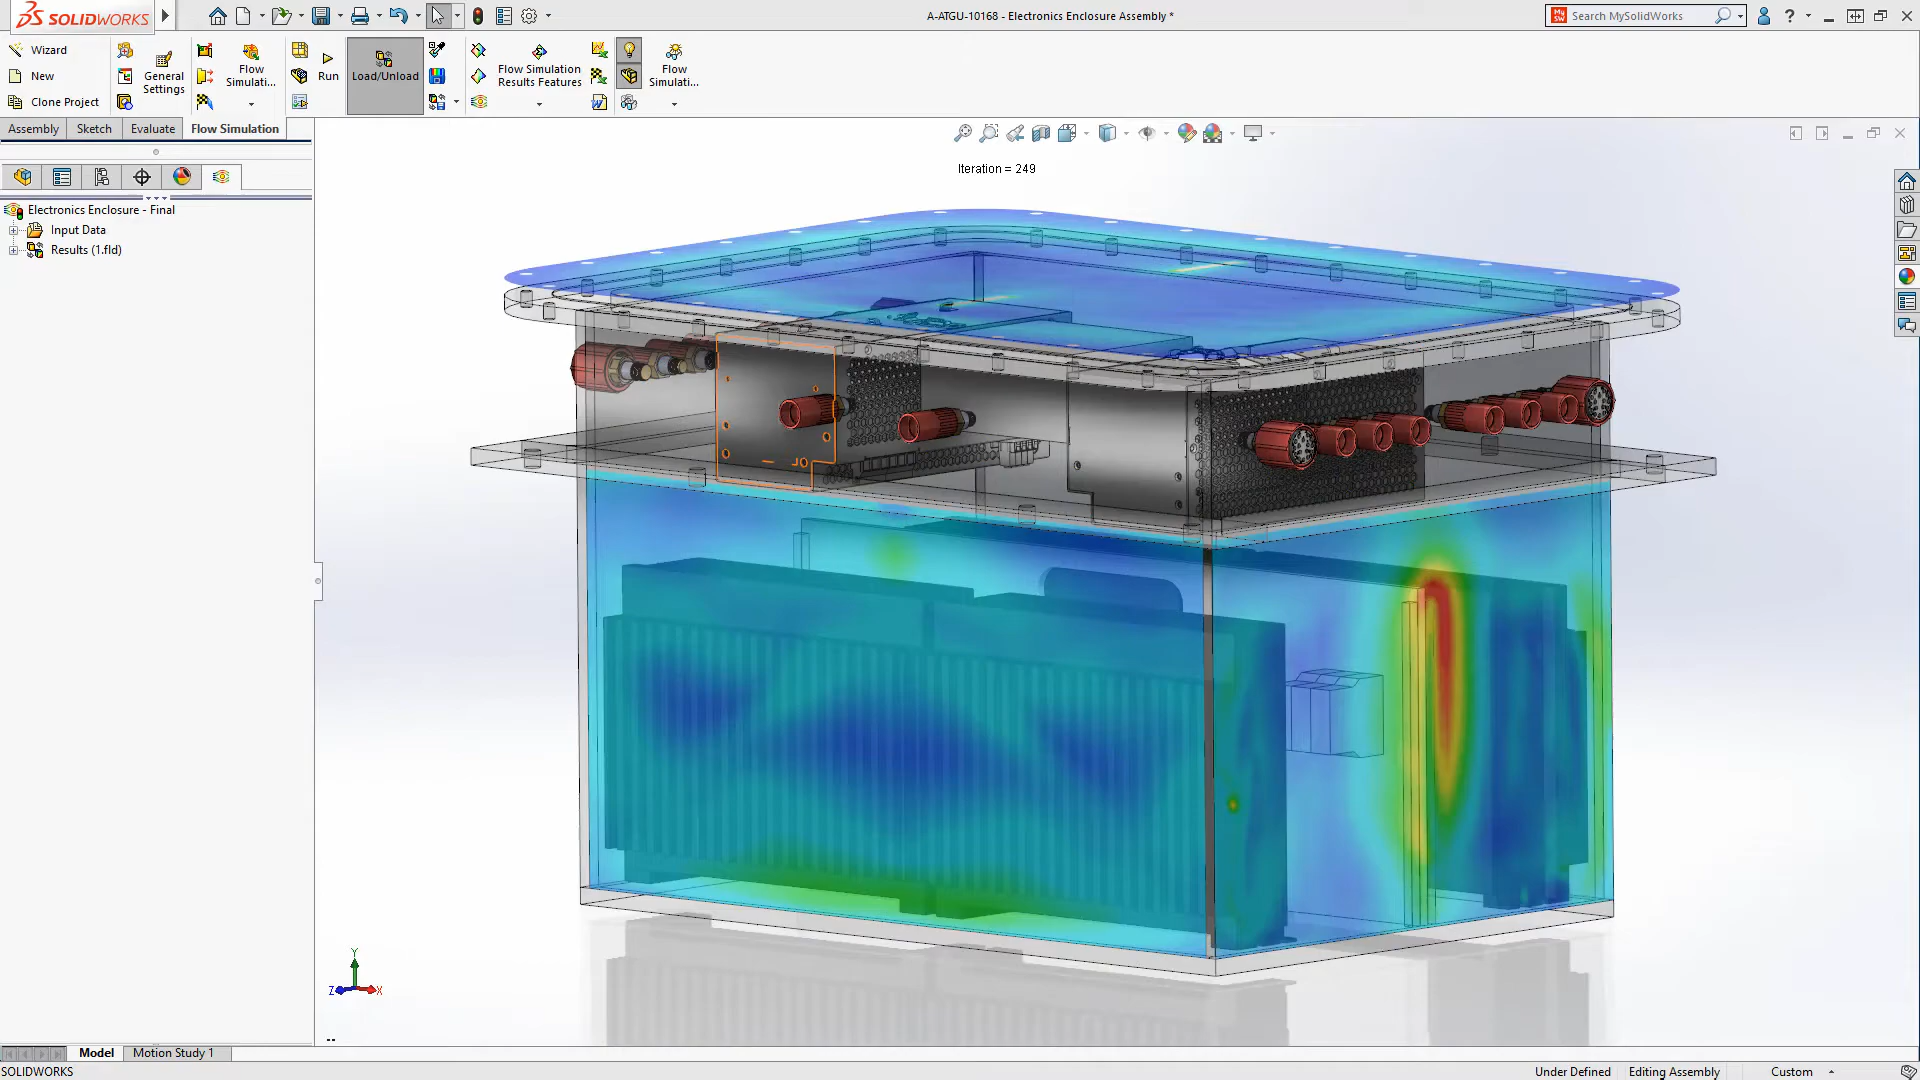 SOLIDWORKS
A-ATGU-10168 - Electronics Enclosure Assembly *
Search MySolidWorks
MY SW
Wizard
New
Clone Project
General Settings
Flow Simulati...
Run
Load/Unload
Flow Simulation Results Features
Flow Simulati...
Assembly
Sketch
Evaluate
Flow Simulation
Iteration = 249
Electronics Enclosure - Final
Input Data
Results (1.fld)
Y
Z
X
Model
Motion Study 1
SOLIDWORKS
Under Defined
Editing Assembly
Custom